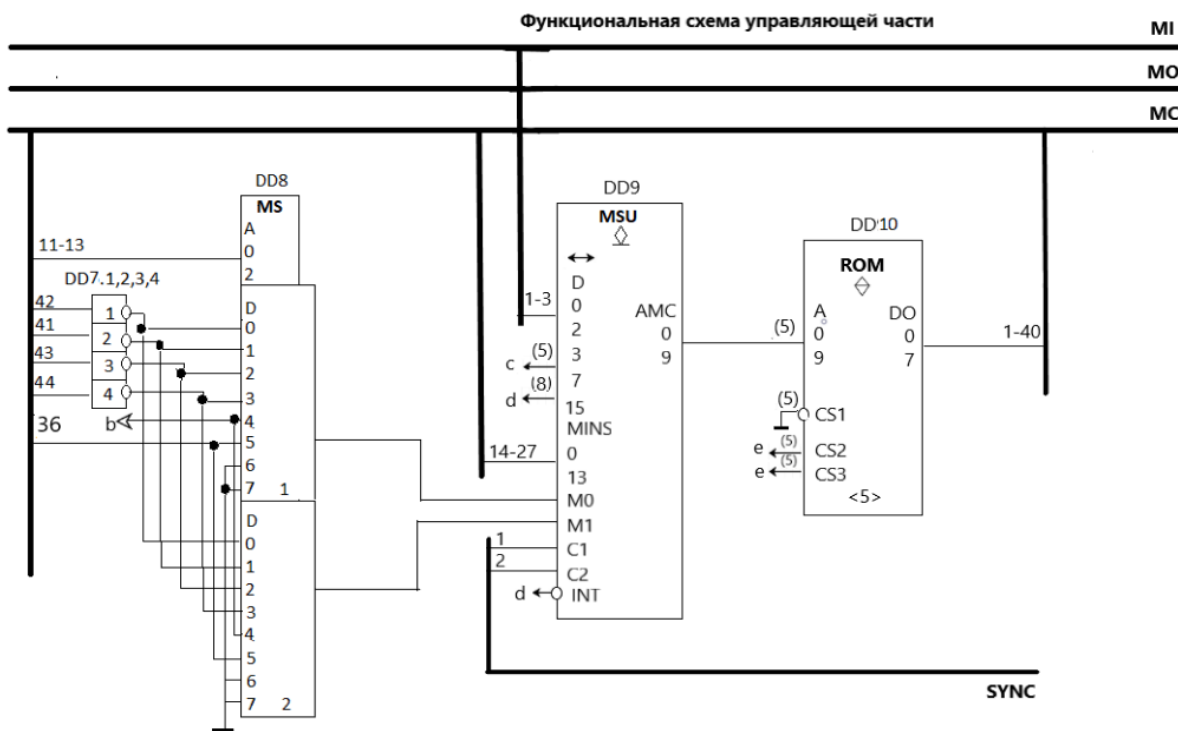 Функциональная схема управляющей части
MI
MO
MC
DD8
MS
A
0
2
11-13
DD7.1,2,3,4
42
41
43
44
36
1
2
3
4
b
D
0
1
2
3
4
5
6
7 1
D
0
1
2
3
4
5
6
7 2
DD9
MSU
D
0
2
3
7
15
MINS
0
13
M0
M1
C1
C2
INT
AMC
0
9
1-3
(5)
c
(8)
d
14-27
1
2
d
SYNC
DD'10
ROM
A
0
9
DO
0
7
(5)
1-40
(5)
CS1
e (5) CS2
e (5) CS3
<5>